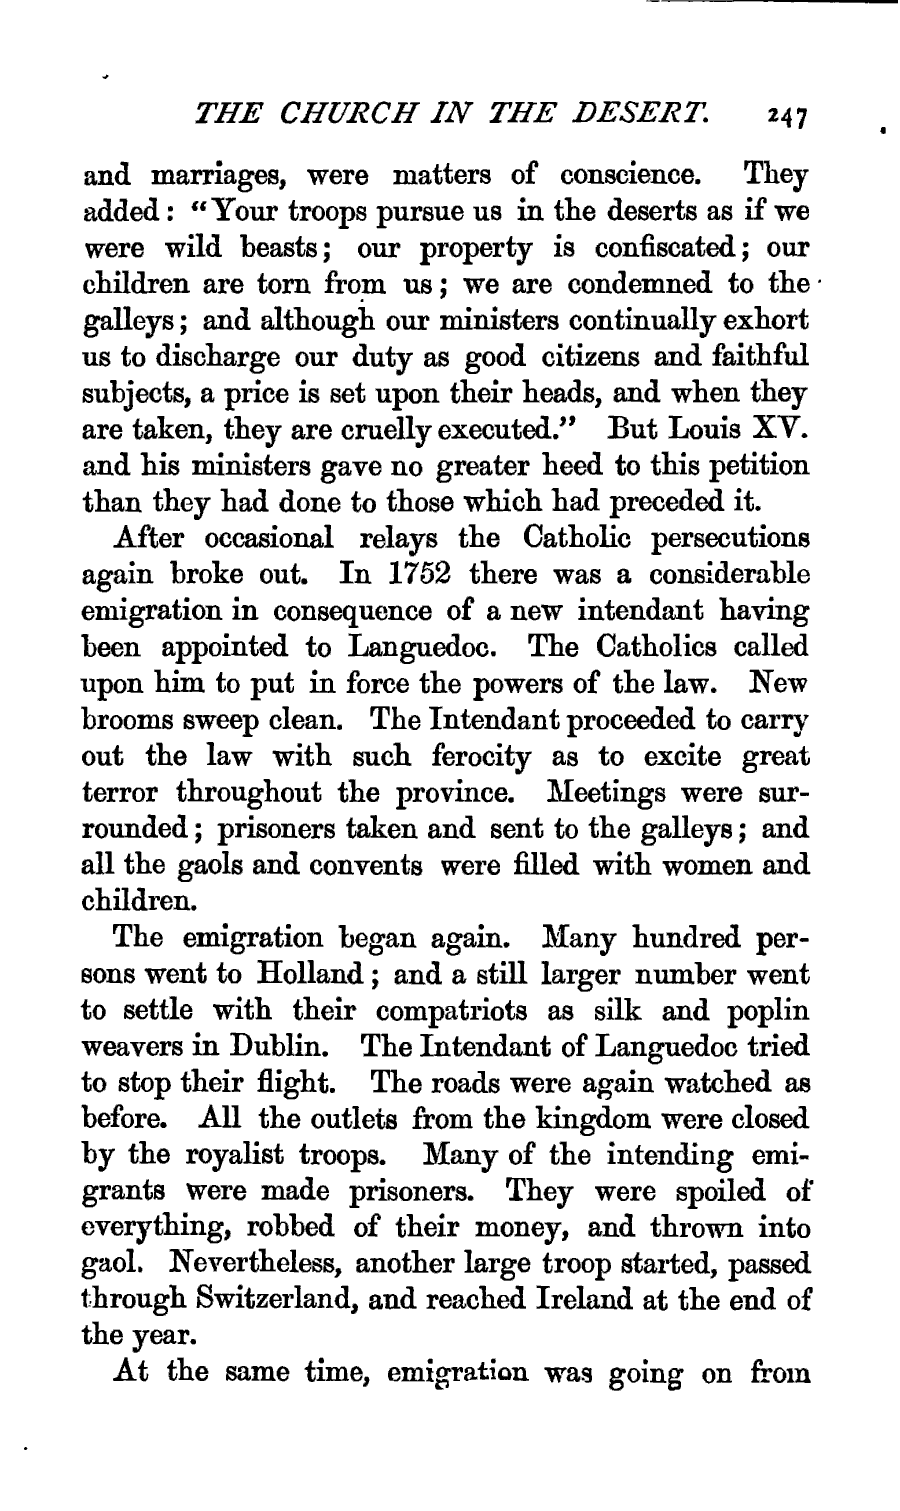 THE CHURCH IN THE DESERT. 247
and marriages, were matters of conscience. They
added: “Your troops pursue us in the deserts as if we
were wild beasts; our property is confiscated; our
children are torn from us; we are condemned to the
galleys; and although our ministers continually exhort
us to discharge our duty as good citizens and faithful
subjects, a price is set upon their heads, and when they
are taken, they are cruelly executed.” But Louis XV.
and his ministers gave no greater heed to this petition
than they had done to those which had preceded it.
After occasional relays the Catholic persecutions
again broke out. In 1752 there was a considerable
emigration in consequence of a new intendant having
been appointed to Languedoc. The Catholics called
upon him to put in force the powers of the law. New
brooms sweep clean. The Intendant proceeded to carry
out the law with such ferocity as to excite great
terror throughout the province. Meetings were sur-
rounded; prisoners taken and sent to the galleys; and
all the gaols and convents were filled with women and
children.
The emigration began again. Many hundred per-
sons went to Holland; and a still larger number went
to settle with their compatriots as silk and poplin
weavers in Dublin. The Intendant of Languedoc tried
to stop their flight. The roads were again watched as
before. All the outlets from the kingdom were closed
by the royalist troops. Many of the intending emi-
grants were made prisoners. They were spoiled of
everything, robbed of their money, and thrown into
gaol. Nevertheless, another large troop started, passed
through Switzerland, and reached Ireland at the end of
the year.
At the same time, emigration was going on from